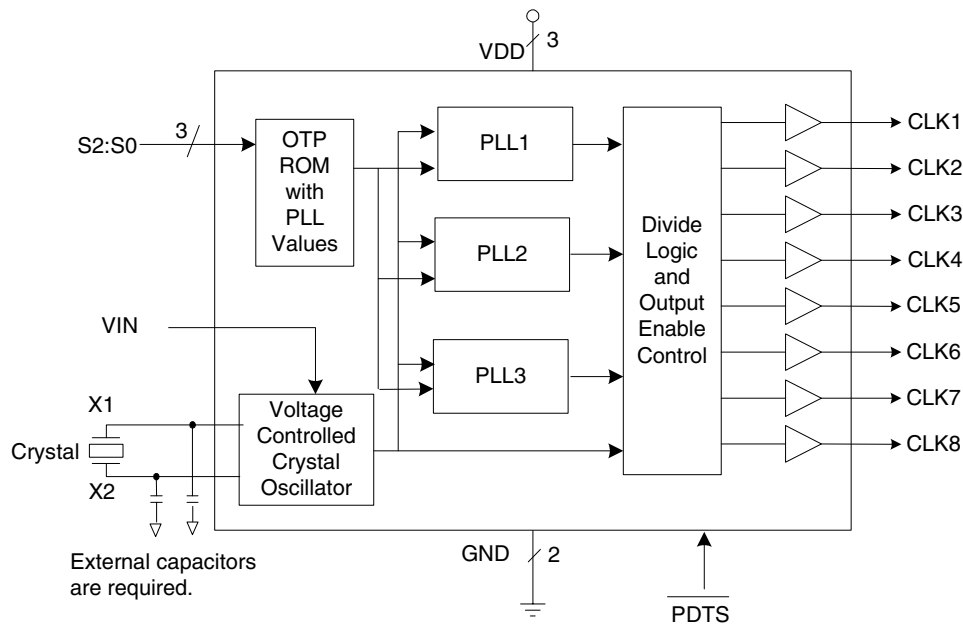 VDD
3
S2:S0
3
OTP
ROM
with
PLL
Values
PLL1
PLL2
PLL3
Divide
Logic
and
Output
Enable
Control
CLK1
CLK2
CLK3
CLK4
CLK5
CLK6
CLK7
CLK8
VIN
X1
Crystal
X2
Voltage
Controlled
Crystal
Oscillator
External capacitors
are required.
GND
2
PDTS